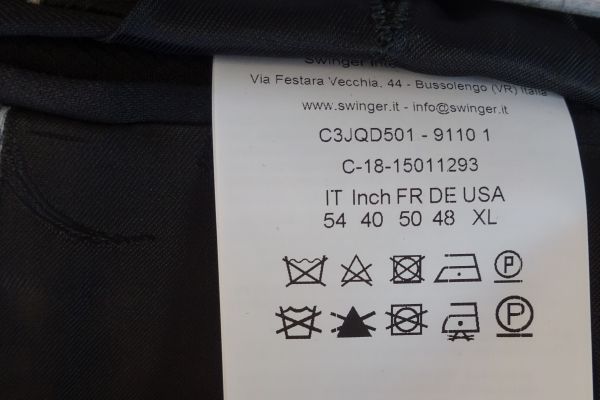 Swinger
Via Festara Vecchia, 44 - Bussolengo (VR) Italia
www.swinger.it - info@swinger.it
C3JQD501 - 9110 1
C-18-15011293
IT Inch FR DE USA
54 40 50 48 XL
P
P